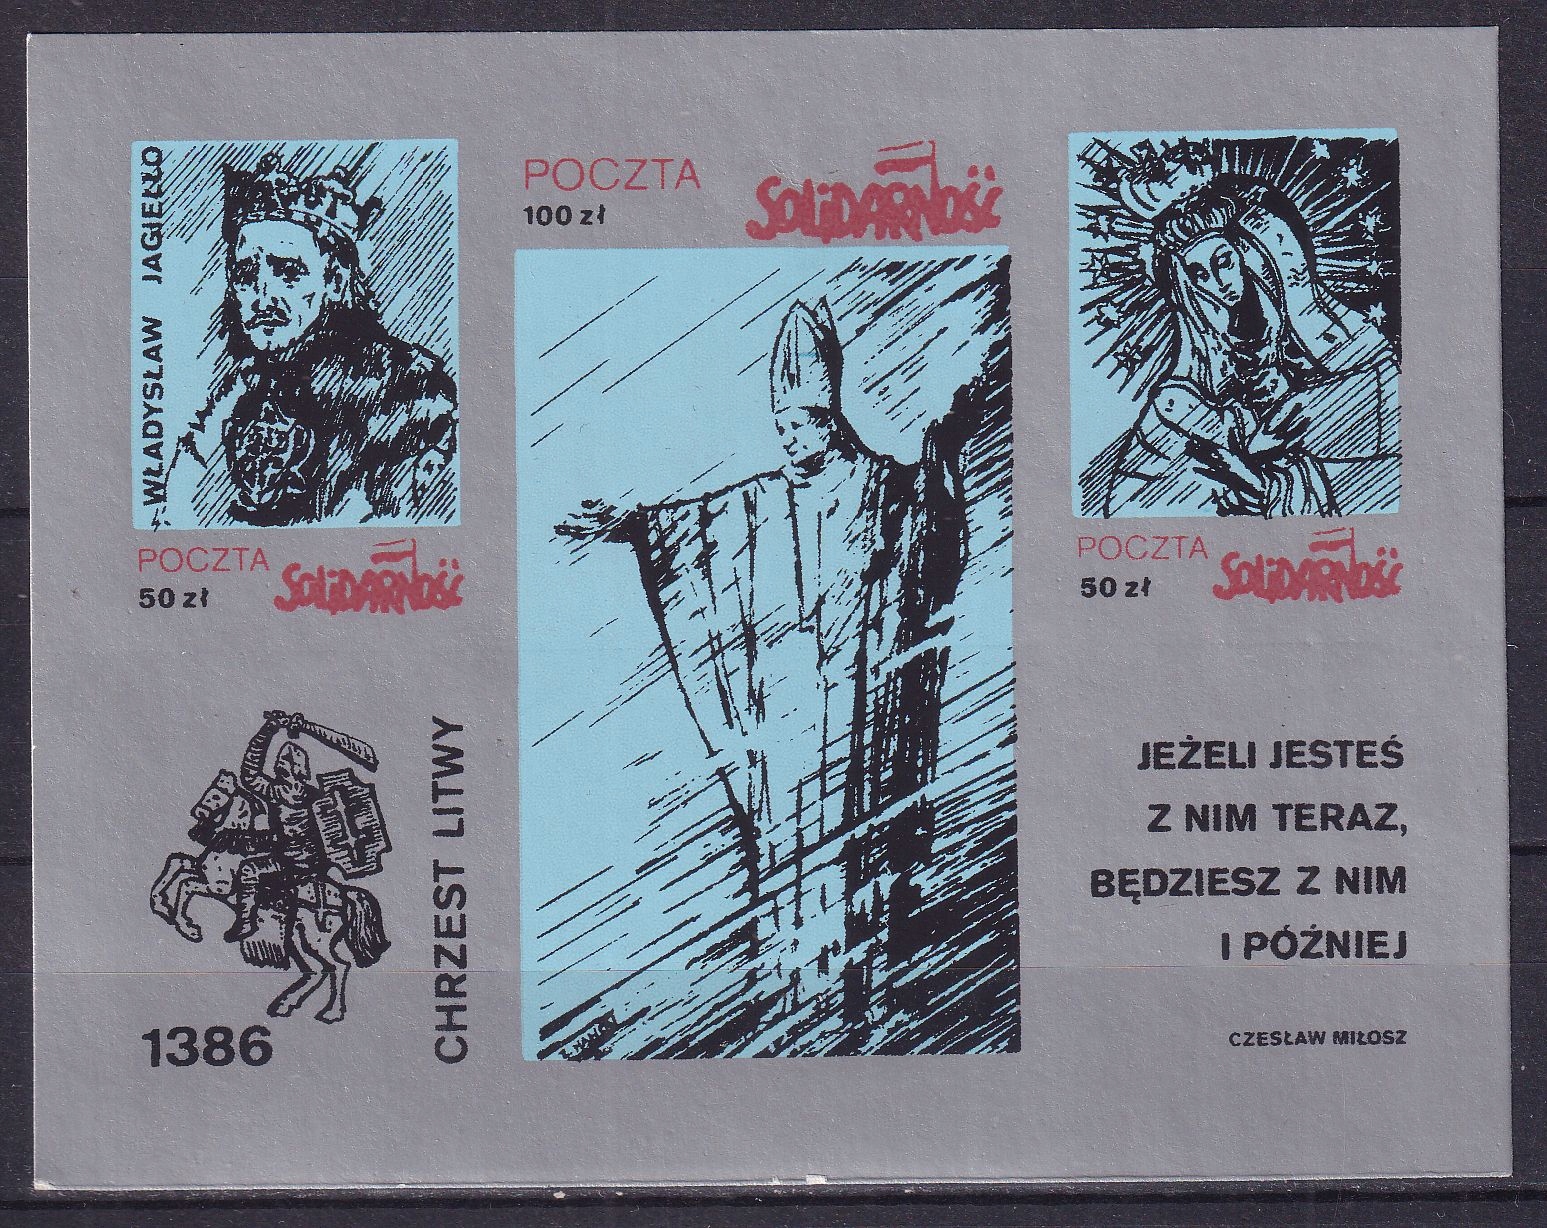 WŁADYSŁAW JAGIEŁŁO
POCZTA
50 zł
SOLIDARNOŚĆ
POCZTA
100 zł
SOLIDARNOŚĆ
POCZTA
50 zł
SOLIDARNOŚĆ
1386
CHRZEST LITWY
JEŻELI JESTEŚ
Z NIM TERAZ,
BĘDZIESZ Z NIM
I PÓŹNIEJ
CZESŁAW MIŁOSZ